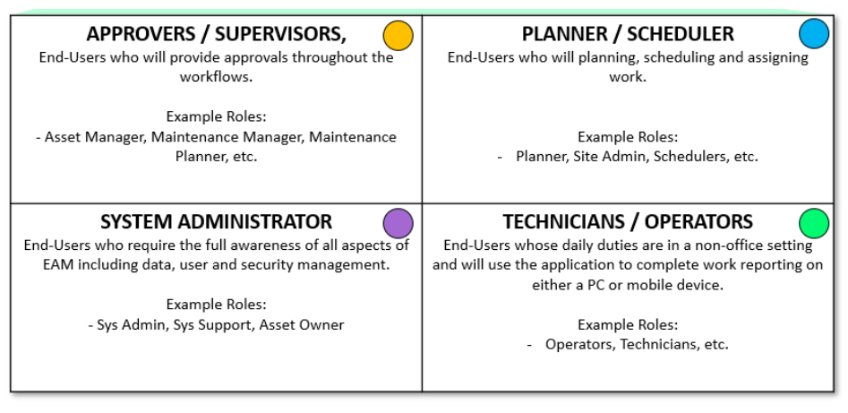 APPROVERS / SUPERVISORS,
End-Users who will provide approvals throughout the
workflows.
Example Roles:
- Asset Manager, Maintenance Manager, Maintenance
Planner, etc.
PLANNER / SCHEDULER
End-Users who will planning, scheduling and assigning
work.
Example Roles:
- Planner, Site Admin, Schedulers, etc.
SYSTEM ADMINISTRATOR
End-Users who require the full awareness of all aspects of
EAM including data, user and security management.
Example Roles:
- Sys Admin, Sys Support, Asset Owner
TECHNICIANS / OPERATORS
End-Users whose daily duties are in a non-office setting
and will use the application to complete work reporting on
either a PC or mobile device.
Example Roles:
- Operators, Technicians, etc.